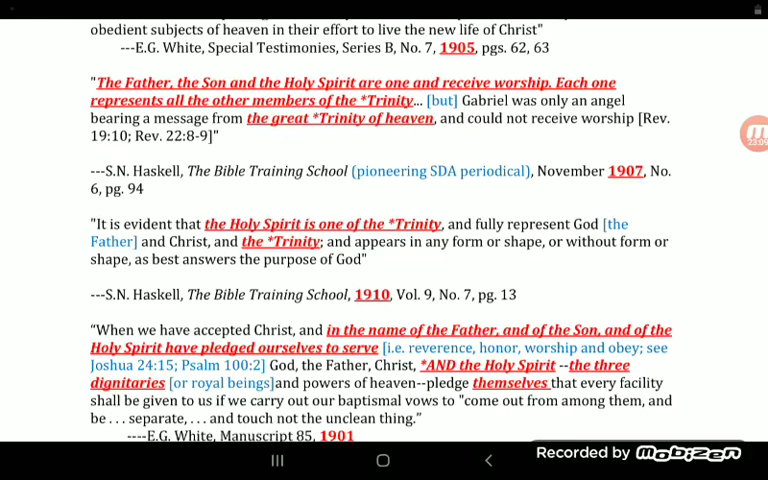 obedient subjects of heaven in their effort to live the new life of Christ"
---E.G. White, Special Testimonies, Series B, No. 7, 1905, pgs. 62, 63
"The Father, the Son and the Holy Spirit are one and receive worship. Each one
represents all the other members of the *Trinity... [but] Gabriel was only an angel
bearing a message from the great *Trinity of heaven, and could not receive worship [Rev.
19:10; Rev. 22:8-9]"
---S.N. Haskell, The Bible Training School (pioneering SDA periodical), November 1907, No.
6, pg. 94
"It is evident that the Holy Spirit is one of the *Trinity, and fully represent God [the
Father] and Christ, and the *Trinity; and appears in any form or shape, or without form or
shape, as best answers the purpose of God"
---S.N. Haskell, The Bible Training School, 1910, Vol. 9, No. 7, pg. 13
“When we have accepted Christ, and in the name of the Father, and of the Son, and of the
Holy Spirit have pledged ourselves to serve [i.e. reverence, honor, worship and obey; see
Joshua 24:15; Psalm 100:2] God, the Father, Christ, *AND the Holy Spirit --the three
dignitaries [or royal beings]and powers of heaven--pledge themselves that every facility
shall be given to us if we carry out our baptismal vows to "come out from among them, and
be . . . separate, . . . and touch not the unclean thing.”
----E.G. White, Manuscript 85, 1901
23:09
Recorded by Mobizen